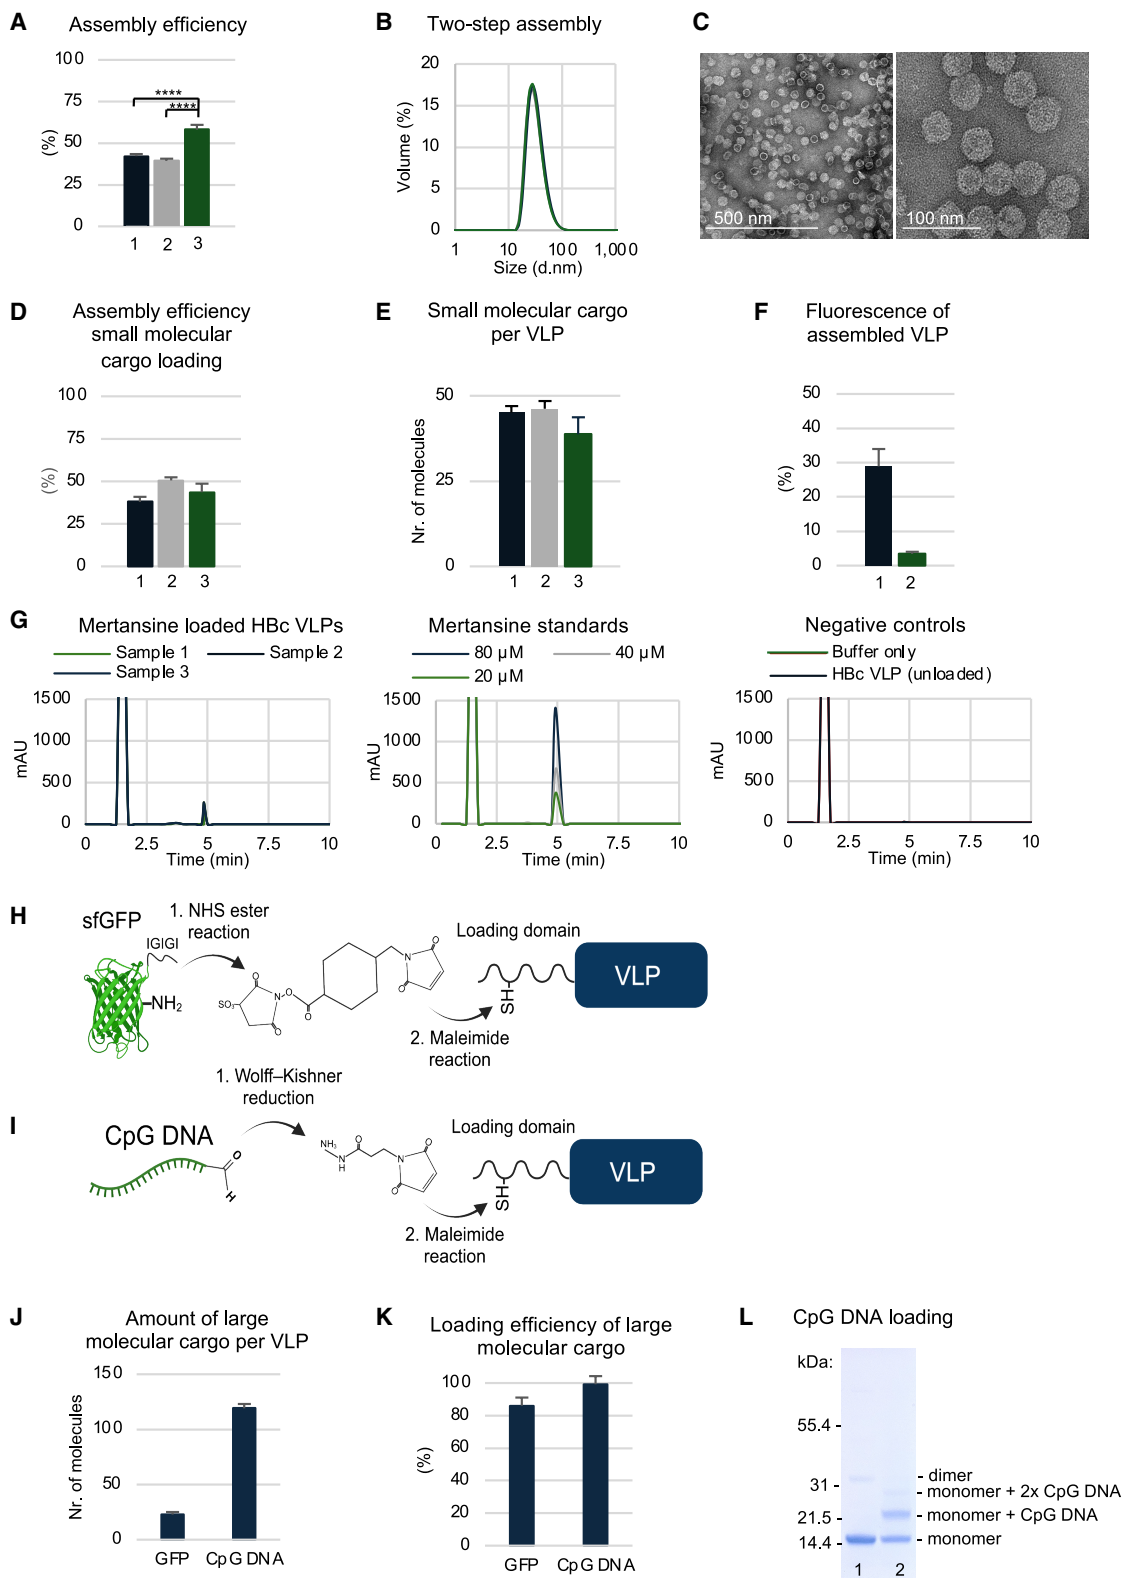 A
Assembly efficiency
100
75
50
25
0
(%)
****
****
1 2 3
B
Two-step assembly
20
15
10
5
0
Volume (%)
1 10 100 1,000
Size (d.nm)
C
500 nm
100 nm
D
Assembly efficiency
small molecular
cargo loading
100
75
50
25
0
(%)
1 2 3
E
Small molecular cargo
per VLP
50
25
0
Nr. of molecules
1 2 3
F
Fluorescence of
assembled VLP
50
40
30
20
10
0
(%)
1 2
G
Mertansine loaded HBc VLPs
Sample 1
Sample 2
Sample 3
1500
1000
500
0
mAU
0 2.5 5 7.5 10
Time (min)
Mertansine standards
80 µM
40 µM
20 µM
1500
1000
500
0
mAU
0 2.5 5 7.5 10
Time (min)
Negative controls
Buffer only
HBc VLP (unloaded)
1500
1000
500
0
mAU
0 2.5 5 7.5 10
Time (min)
H
sfGFP
IGIGI
NH2
1. NHS ester
reaction
SO3
O
O
N
O
O
O
N
O
2. Maleimide
reaction
Loading domain
SH
VLP
I
CpG DNA
O
H
1. Wolff–Kishner
reduction
NH3
N
H
O
N
O
O
2. Maleimide
reaction
Loading domain
SH
VLP
J
Amount of large
molecular cargo per VLP
150
100
50
0
Nr. of molecules
GFP CpG DNA
K
Loading efficiency of large
molecular cargo
100
80
60
40
20
0
(%)
GFP CpG DNA
L
CpG DNA loading
kDa:
55.4
31
21.5
14.4
dimer
monomer + 2x CpG DNA
monomer + CpG DNA
monomer
1 2